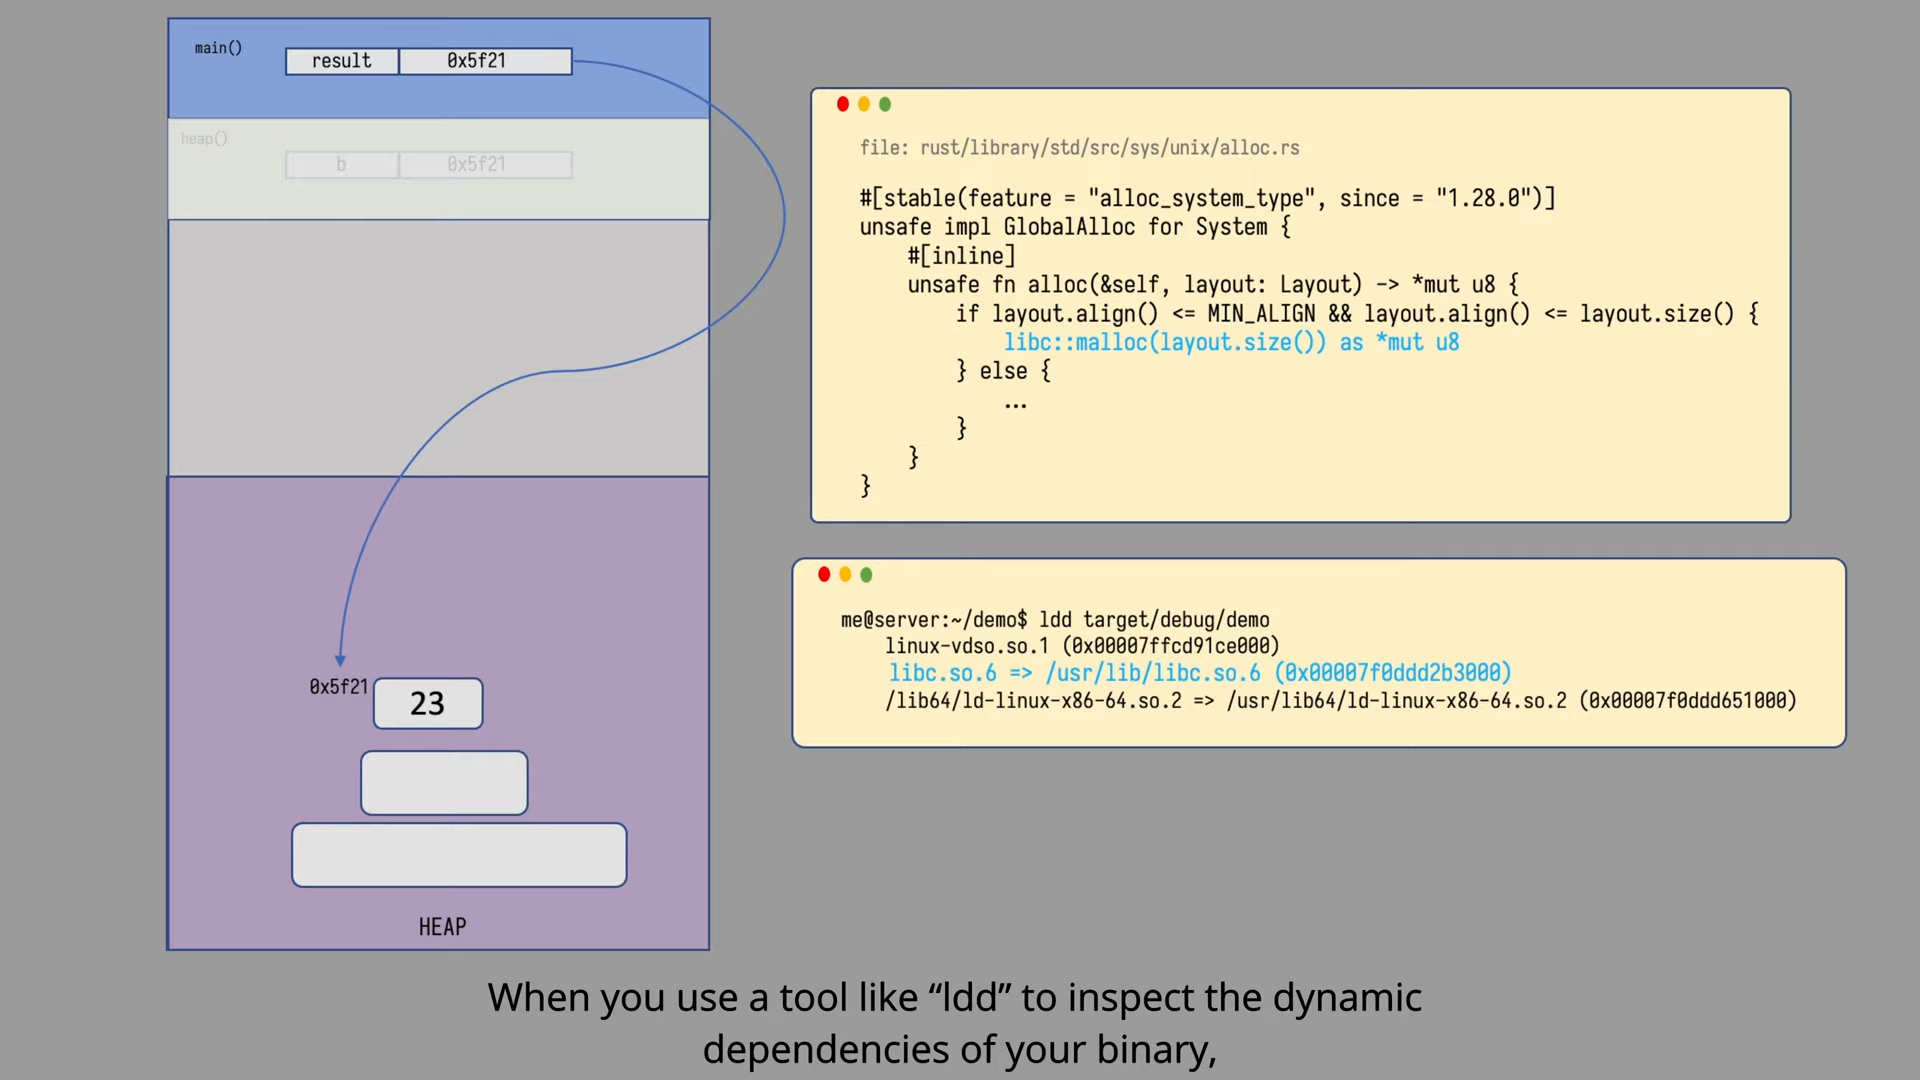 main()
result 0x5f21
heap()
b 0x5f21
0x5f21
23
HEAP
file: rust/library/std/src/sys/unix/alloc.rs
#[stable(feature = "alloc_system_type", since = "1.28.0")]
unsafe impl GlobalAlloc for System {
    #[inline]
    unsafe fn alloc(&self, layout: Layout) -> *mut u8 {
        if layout.align() <= MIN_ALIGN && layout.align() <= layout.size() {
            libc::malloc(layout.size()) as *mut u8
        } else {
            ...
        }
    }
}
me@server:~/demo$ ldd target/debug/demo
    linux-vdso.so.1 (0x00007ffcd91ce000)
    libc.so.6 => /usr/lib/libc.so.6 (0x00007f0ddd2b3000)
    /lib64/ld-linux-x86-64.so.2 => /usr/lib64/ld-linux-x86-64.so.2 (0x00007f0ddd651000)
When you use a tool like “ldd” to inspect the dynamic
dependencies of your binary,